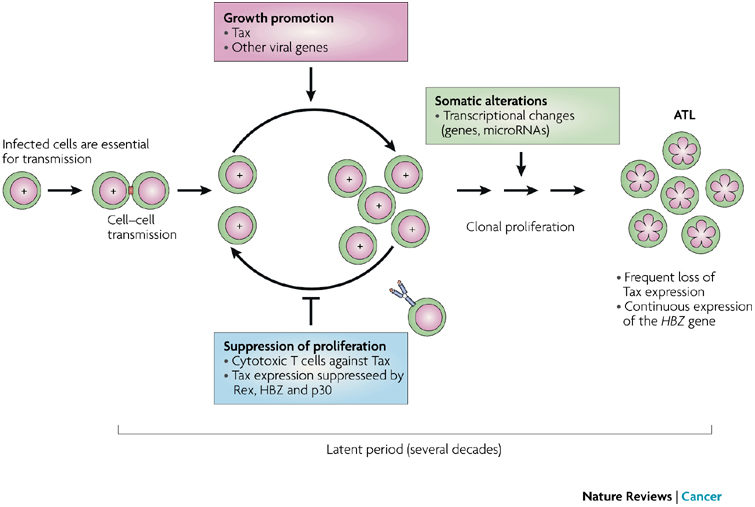 Growth promotion
• Tax
• Other viral genes
Somatic alterations
• Transcriptional changes
(genes, microRNAs)
ATL
Infected cells are essential
for transmission
+
+
+
+
+
+
+
+
+
Cell–cell
transmission
Clonal proliferation
• Frequent loss of
Tax expression
• Continuous expression
of the HBZ gene
Suppression of proliferation
• Cytotoxic T cells against Tax
• Tax expression suppresseed by
Rex, HBZ and p30
Latent period (several decades)
Nature Reviews | Cancer